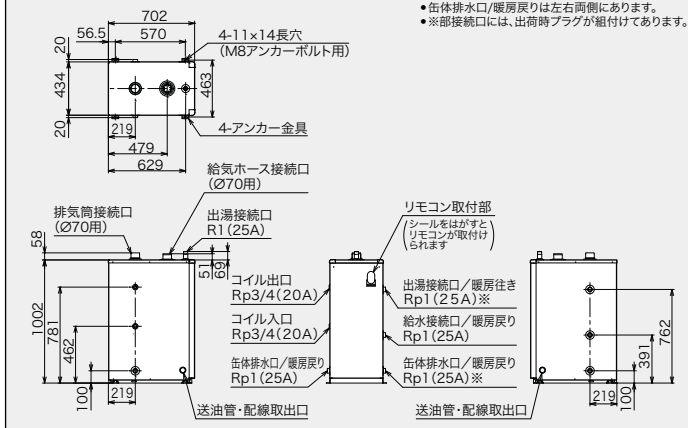 •缶体排水口/暖房戻りは左右両側にあります。
•※部接続口には、出荷時プラグが組付けてあります。
702
56.5
570
4-11×14長穴
(M8アンカーボルト用)
20
434
20
463
219
4-アンカー金具
479
629
給気ホース接続口
(Ø70用)
排気筒接続口
(Ø70用)
出湯接続口
R1(25A)
リモコン取付部
(シールをはがすと
リモコンが取付け
られます)
58
51
69
1002
781
462
100
219
コイル出口
Rp3/4(20A)
コイル入口
Rp3/4(20A)
缶体排水口/暖房戻り
Rp1(25A)
送油管・配線取出口
出湯接続口/暖房往き
Rp1(25A)※
給水接続口/暖房戻り
Rp1(25A)
缶体排水口/暖房戻り
Rp1(25A)※
送油管・配線取出口
762
391
100
219